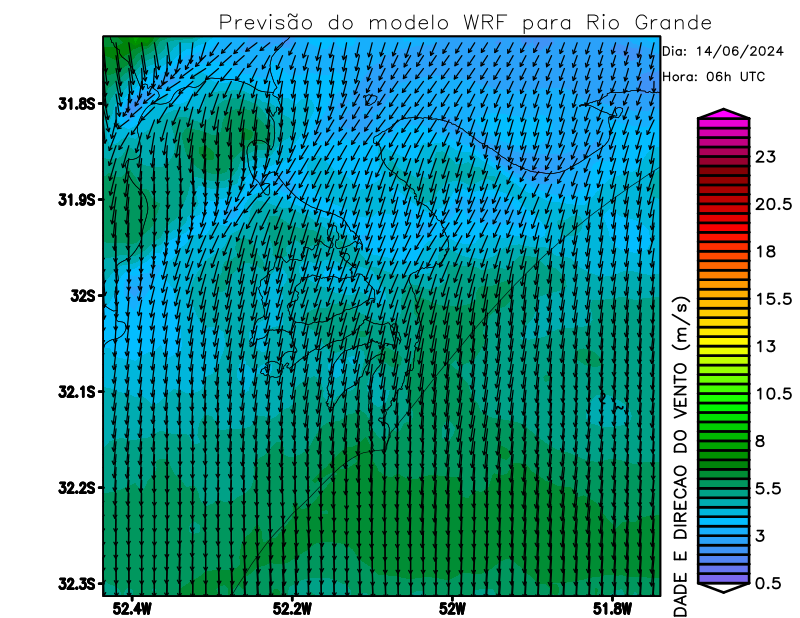 Previsão do modelo WRF para Rio Grande
Dia: 14/06/2024
Hora: 06h UTC
31.8S
31.9S
32S
32.1S
32.2S
32.3S
52.4W
52.2W
52W
51.8W
23
20.5
18
15.5
13
10.5
8
5.5
3
0.5
DADE E DIRECAO DO VENTO (m/s)